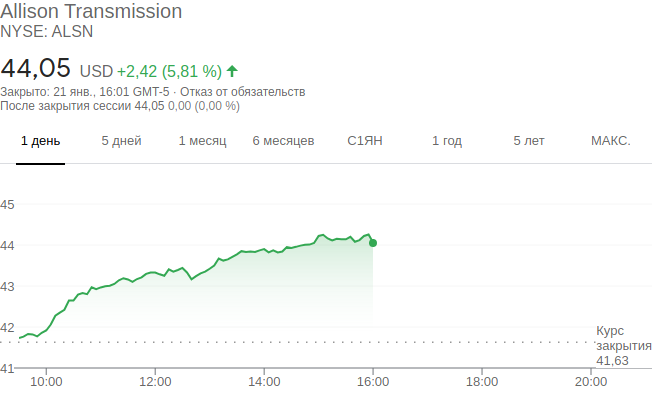 Allison Transmission
NYSE: ALSN
44,05 USD +2,42 (5,81 %)
Закрыто: 21 янв., 16:01 GMT-5 · Отказ от обязательств
После закрытия сессии 44,05 0,00 (0,00 %)
1 день 5 дней 1 месяц 6 месяцев С1ЯН 1 год 5 лет МАКС.
45
44
43
42
Курс
закрытия
41,63
41
10:00 12:00 14:00 16:00 18:00 20:00